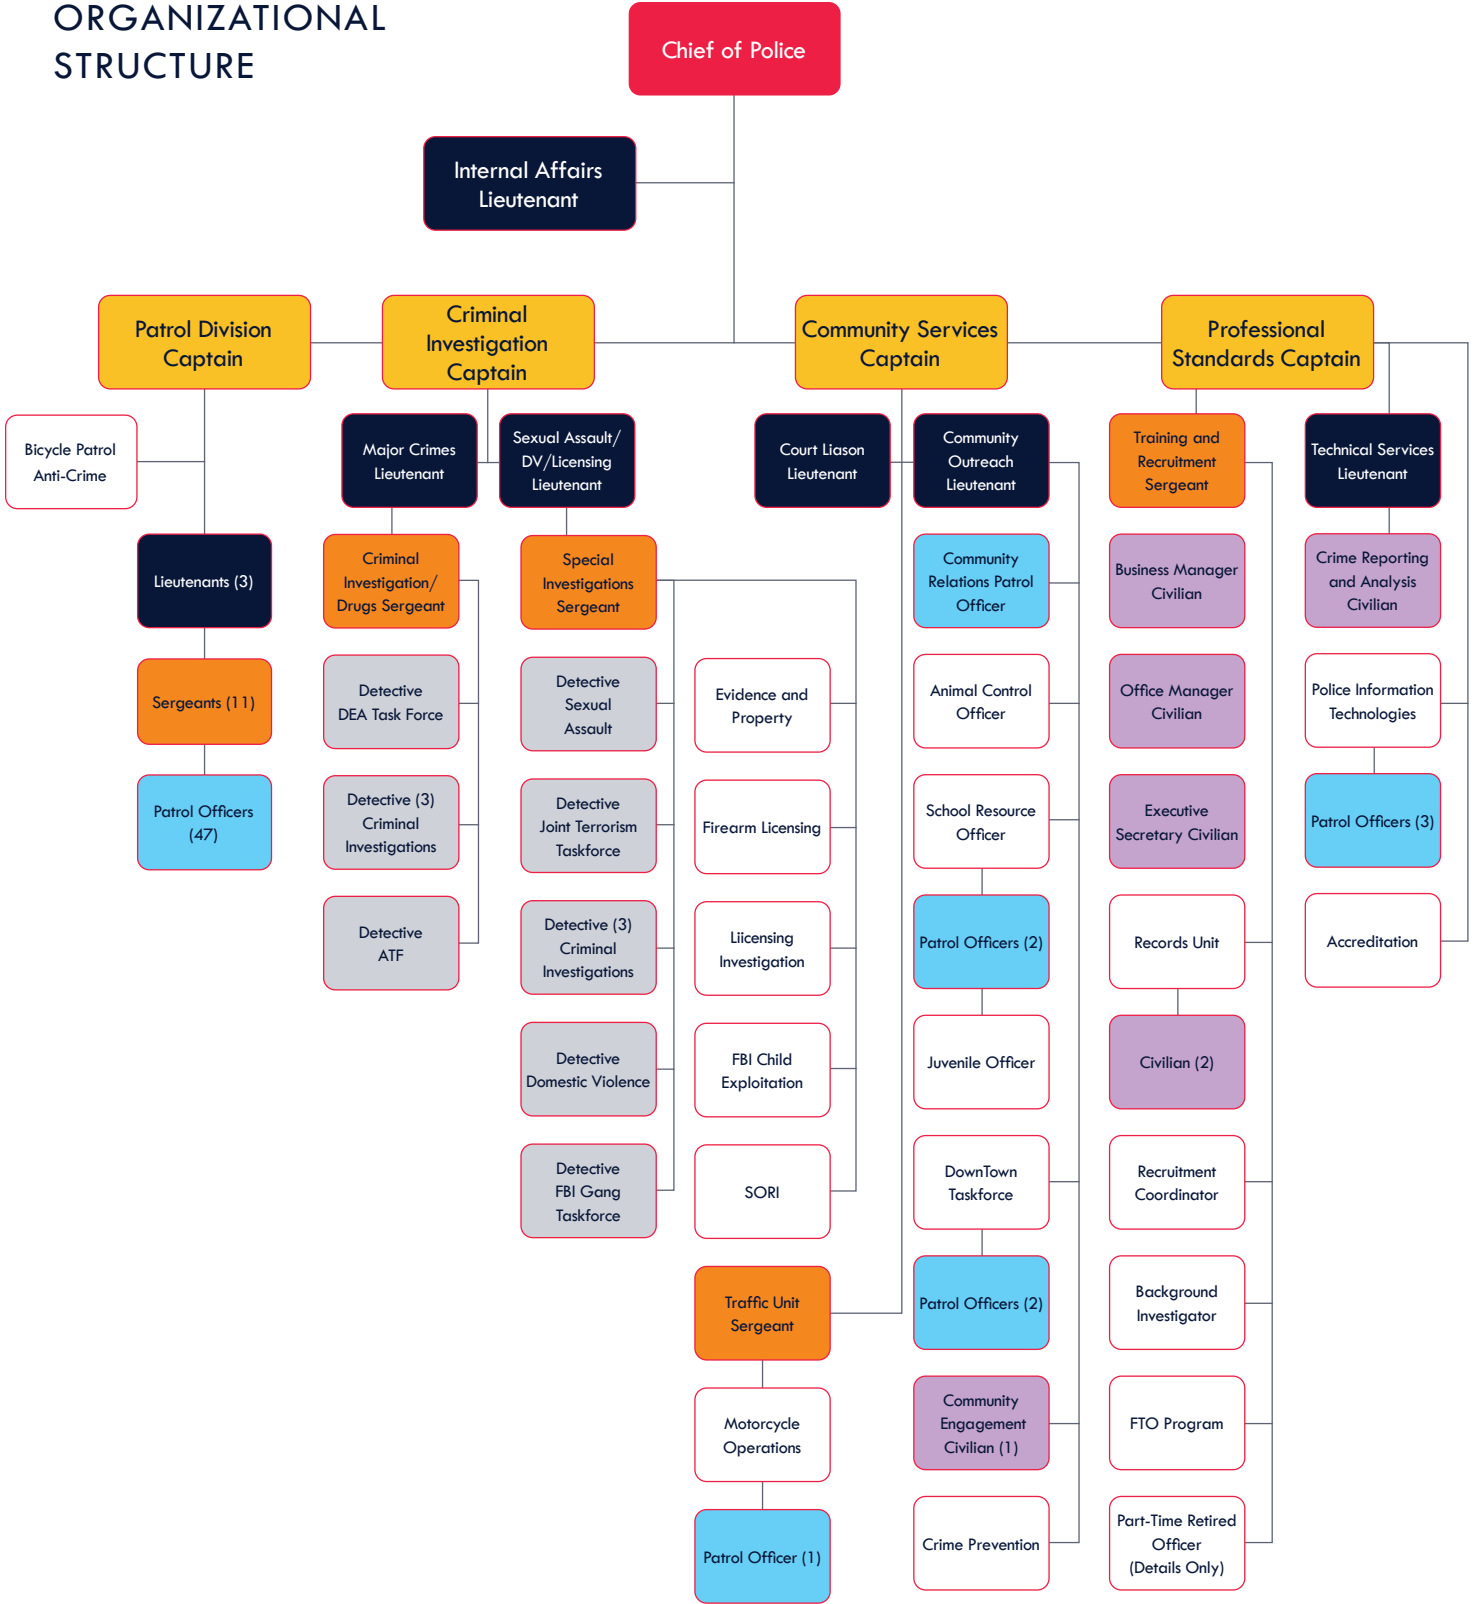 ORGANIZATIONAL
STRUCTURE
Chief of Police
Internal Affairs
Lieutenant
Patrol Division
Captain
Criminal
Investigation
Captain
Community Services
Captain
Professional
Standards Captain
Bicycle Patrol
Anti-Crime
Lieutenants (3)
Sergeants (11)
Patrol Officers
(47)
Major Crimes
Lieutenant
Criminal
Investigation/
Drugs Sergeant
Detective
DEA Task Force
Detective (3)
Criminal
Investigations
Detective
ATF
Sexual Assault/
DV/Licensing
Lieutenant
Special
Investigations
Sergeant
Detective
Sexual
Assault
Detective
Joint Terrorism
Taskforce
Detective (3)
Criminal
Investigations
Detective
Domestic Violence
Detective
FBI Gang
Taskforce
Evidence and
Property
Firearm Licensing
Liicensing
Investigation
FBI Child
Exploitation
SORI
Traffic Unit
Sergeant
Motorcycle
Operations
Patrol Officer (1)
Court Liason
Lieutenant
Community
Outreach
Lieutenant
Community
Relations Patrol
Officer
Animal Control
Officer
School Resource
Officer
Patrol Officers (2)
Juvenile Officer
DownTown
Taskforce
Patrol Officers (2)
Community
Engagement
Civilian (1)
Crime Prevention
Training and
Recruitment
Sergeant
Business Manager
Civilian
Office Manager
Civilian
Executive
Secretary Civilian
Records Unit
Civilian (2)
Recruitment
Coordinator
Background
Investigator
FTO Program
Part-Time Retired
Officer
(Details Only)
Technical Services
Lieutenant
Crime Reporting
and Analysis
Civilian
Police Information
Technologies
Patrol Officers (3)
Accreditation